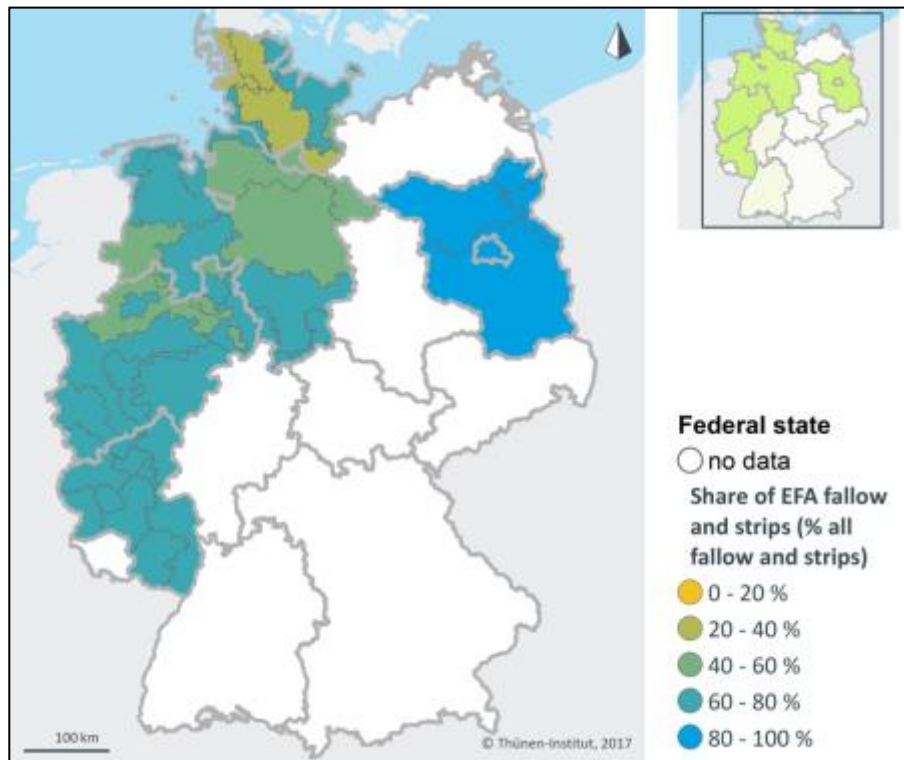 Federal state
no data
Share of EFA fallow
and strips (% all
fallow and strips)
0 - 20 %
20 - 40 %
40 - 60 %
60 - 80 %
80 - 100 %
100 km
© Thünen-Institut, 2017